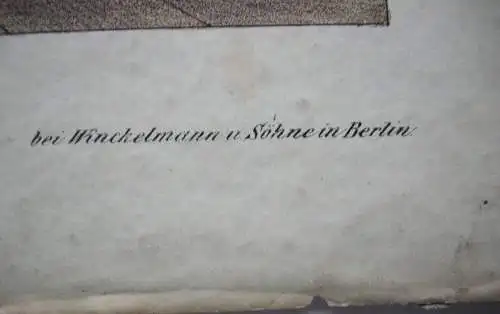 bei Winckelmann u Söhne in Berlin.